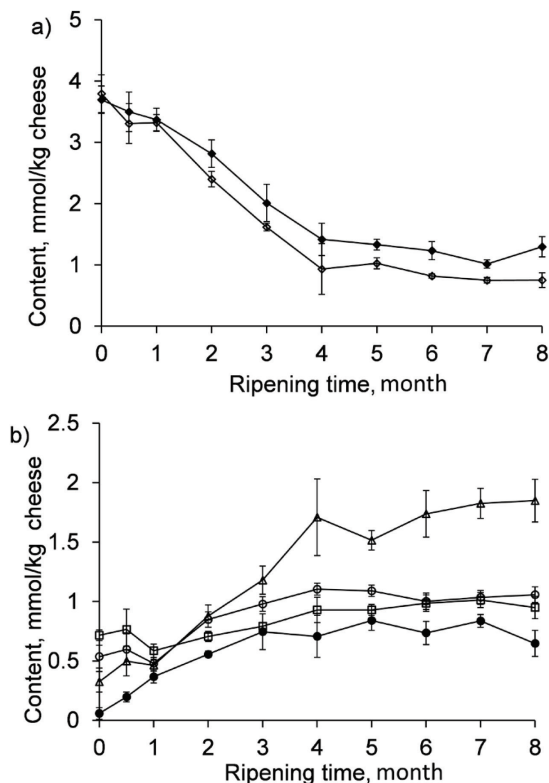 a)
5
4
3
2
1
0
Content, mmol/kg cheese
0 1 2 3 4 5 6 7 8
Ripening time, month
b)
2.5
2
1.5
1
0.5
0
Content, mmol/kg cheese
0 1 2 3 4 5 6 7 8
Ripening time, month